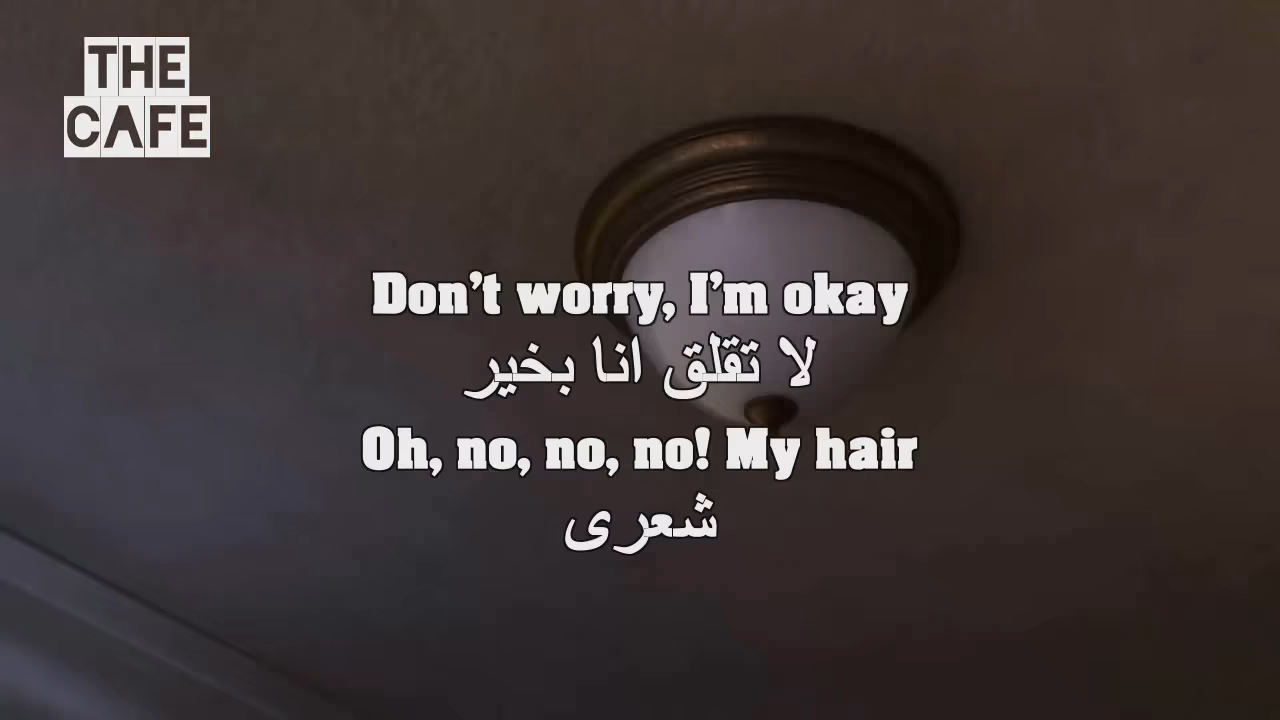 THE
CAFE
Don't worry, I'm okay
لا تقلق انا بخير
Oh, no, no, no! My hair
شعرى